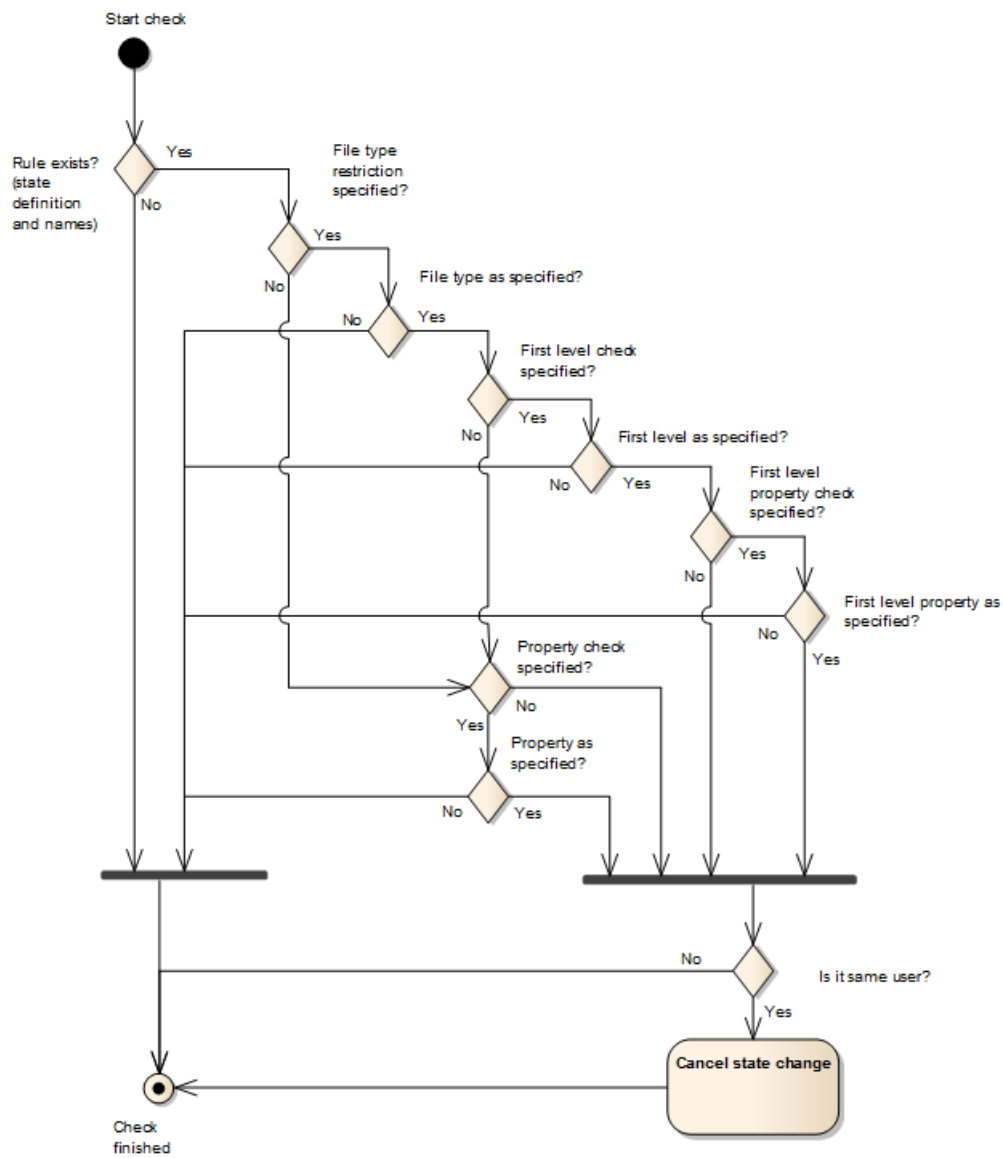 Start check
Rule exists?
(state
definition
and names)
Yes
No
File type
restriction
specified?
Yes
No
File type as specified?
No
Yes
First level check
specified?
Yes
No
First level as specified?
No
Yes
First level
property check
specified?
Yes
No
First level property as
specified?
No
Yes
Property check
specified?
Yes
No
Property as
specified?
No
Yes
No
Is it same user?
Yes
Cancel state change
Check
finished